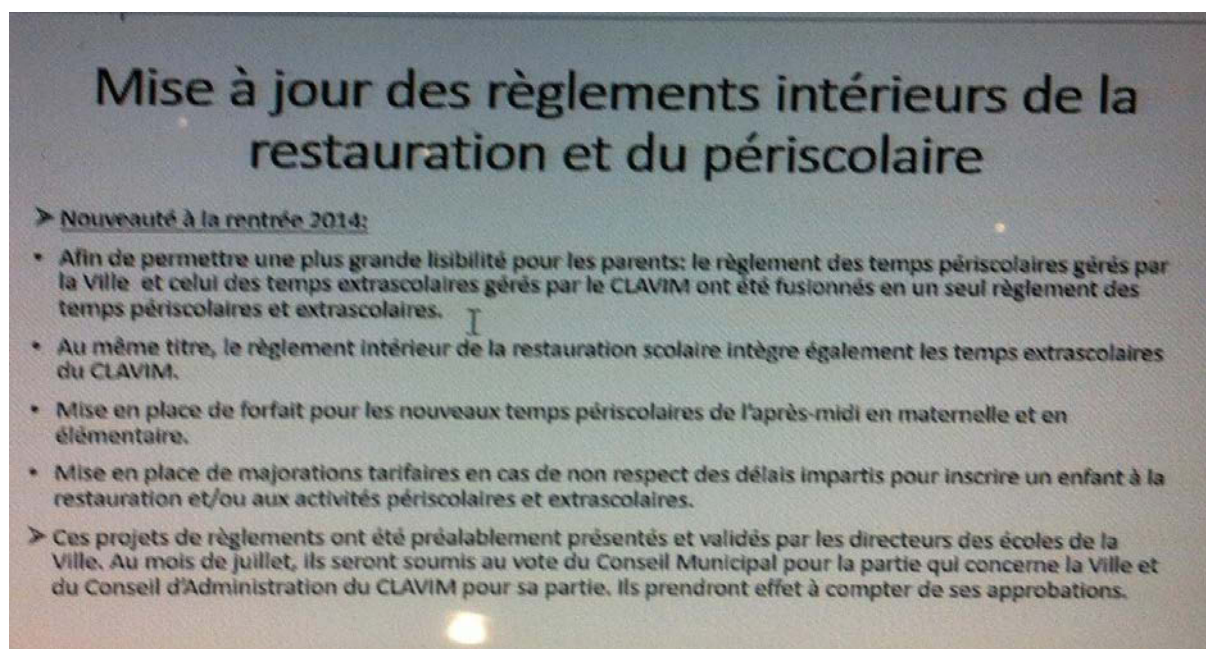 Mise à jour des règlements intérieurs de la
restauration et du périscolaire
➤ Nouveauté à la rentrée 2014:
• Afin de permettre une plus grande lisibilité pour les parents: le règlement des temps périscolaires gérés par
la Ville et celui des temps extrascolaires gérés par le CLAVIM ont été fusionnés en un seul règlement des
temps périscolaires et extrascolaires.
• Au même titre, le règlement intérieur de la restauration scolaire intègre également les temps extrascolaires
du CLAVIM.
• Mise en place de forfait pour les nouveaux temps périscolaires de l'après-midi en maternelle et en
élémentaire.
• Mise en place de majorations tarifaires en cas de non respect des délais impartis pour inscrire un enfant à la
restauration et/ou aux activités périscolaires et extrascolaires.
➤ Ces projets de règlements ont été préalablement présentés et validés par les directeurs des écoles de la
Ville. Au mois de juillet, ils seront soumis au vote du Conseil Municipal pour la partie qui concerne la Ville et
du Conseil d'Administration du CLAVIM pour sa partie. Ils prendront effet à compter de ses approbations.